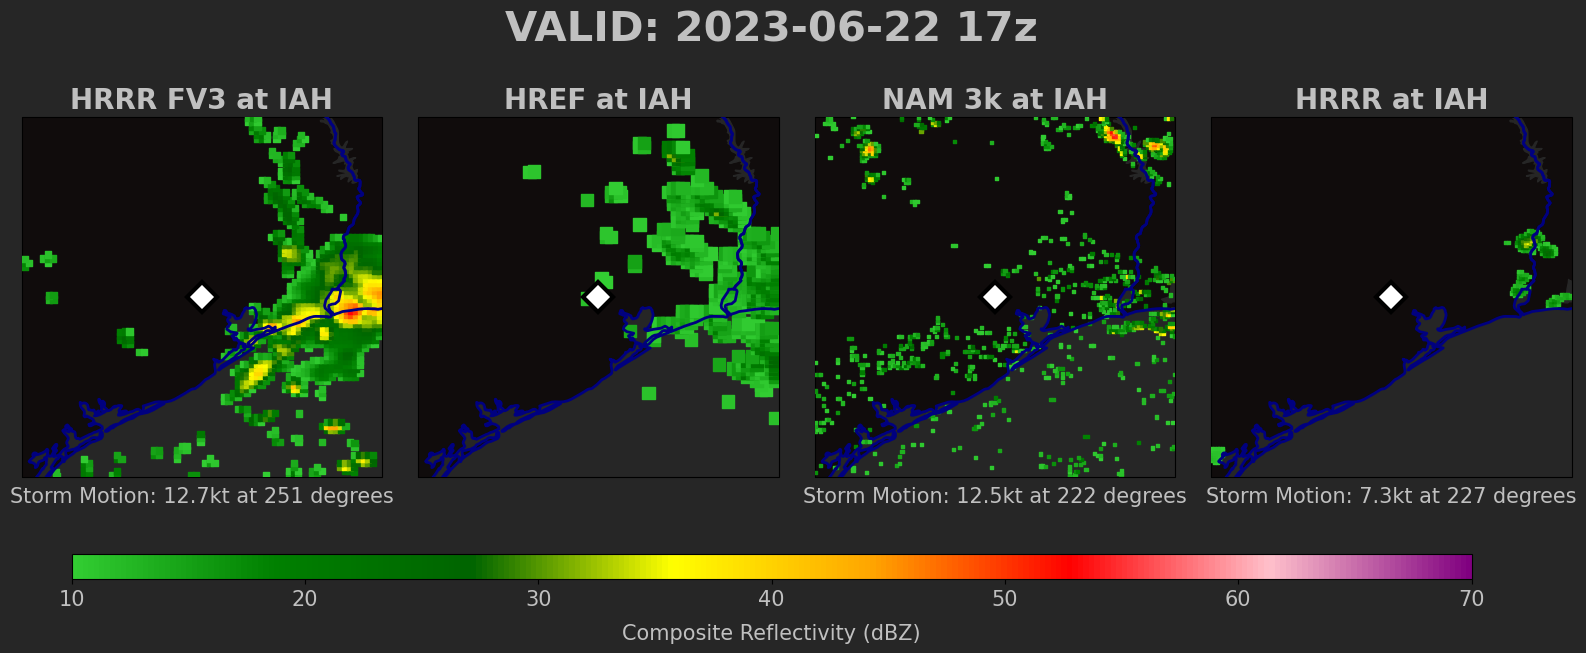 VALID: 2023-06-22 17z
HRRR FV3 at IAH
HREF at IAH
NAM 3k at IAH
HRRR at IAH
Storm Motion: 12.7kt at 251 degrees
Storm Motion: 12.5kt at 222 degrees
Storm Motion: 7.3kt at 227 degrees
10 20 30 40 50 60 70
Composite Reflectivity (dBZ)